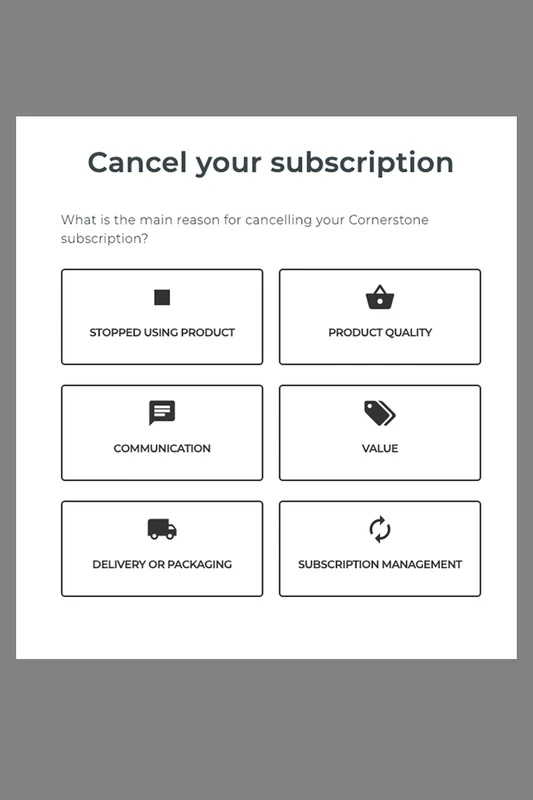 Cancel your subscription
What is the main reason for cancelling your Cornerstone
subscription?
STOPPED USING PRODUCT
PRODUCT QUALITY
COMMUNICATION
VALUE
DELIVERY OR PACKAGING
SUBSCRIPTION MANAGEMENT